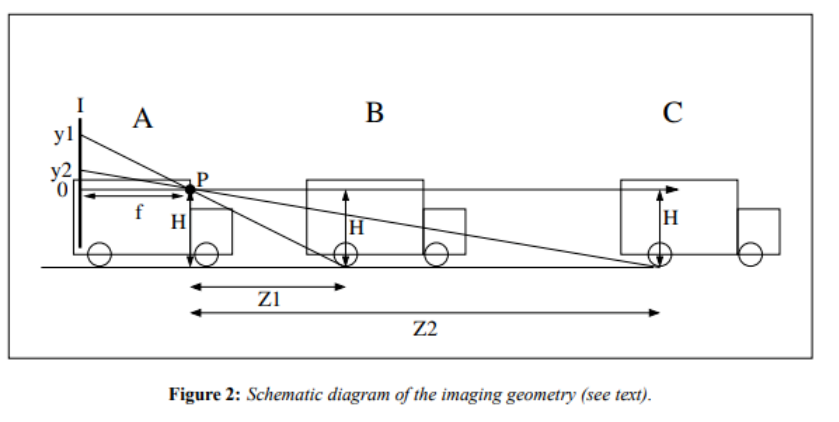 I
A
B
C
y1
y2
0
P
f
H
H
H
Z1
Z2
Figure 2: Schematic diagram of the imaging geometry (see text).